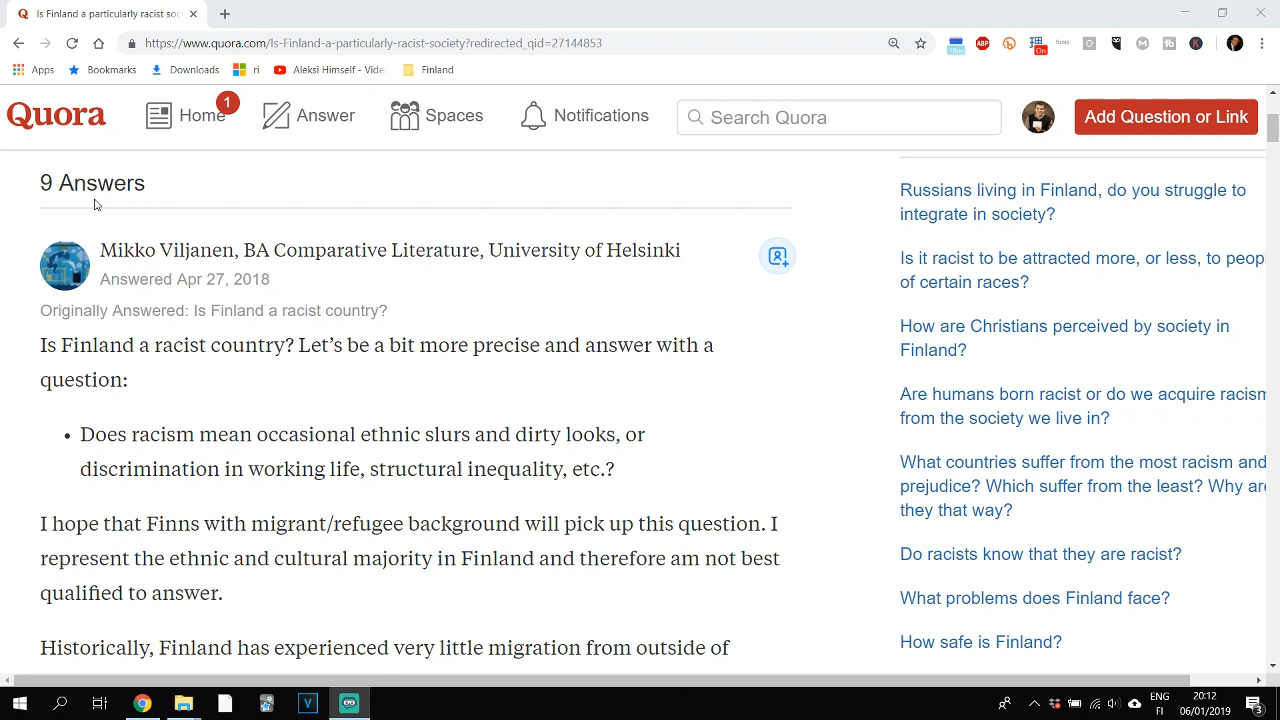 Is Finland a particularly racist soc
https://www.quora.com/Is-Finland-a-particularly-racist-society?redirected_qid=27144853
18m
ABP
On
fonts
Apps
Bookmarks
Downloads
ri
Aleksi Himself - Vide
Finland
Quora
Home
1
Answer
Spaces
Notifications
Search Quora
Add Question or Link
9 Answers
Mikko Viljanen, BA Comparative Literature, University of Helsinki
Answered Apr 27, 2018
Originally Answered: Is Finland a racist country?
Is Finland a racist country? Let's be a bit more precise and answer with a
question:
• Does racism mean occasional ethnic slurs and dirty looks, or
discrimination in working life, structural inequality, etc.?
I hope that Finns with migrant/refugee background will pick up this question. I
represent the ethnic and cultural majority in Finland and therefore am not best
qualified to answer.
Historically, Finland has experienced very little migration from outside of
Russians living in Finland, do you struggle to
integrate in society?
Is it racist to be attracted more, or less, to peop
of certain races?
How are Christians perceived by society in
Finland?
Are humans born racist or do we acquire racism
from the society we live in?
What countries suffer from the most racism and
prejudice? Which suffer from the least? Why are
they that way?
Do racists know that they are racist?
What problems does Finland face?
How safe is Finland?
ENG
FI
20:12
06/01/2019
3